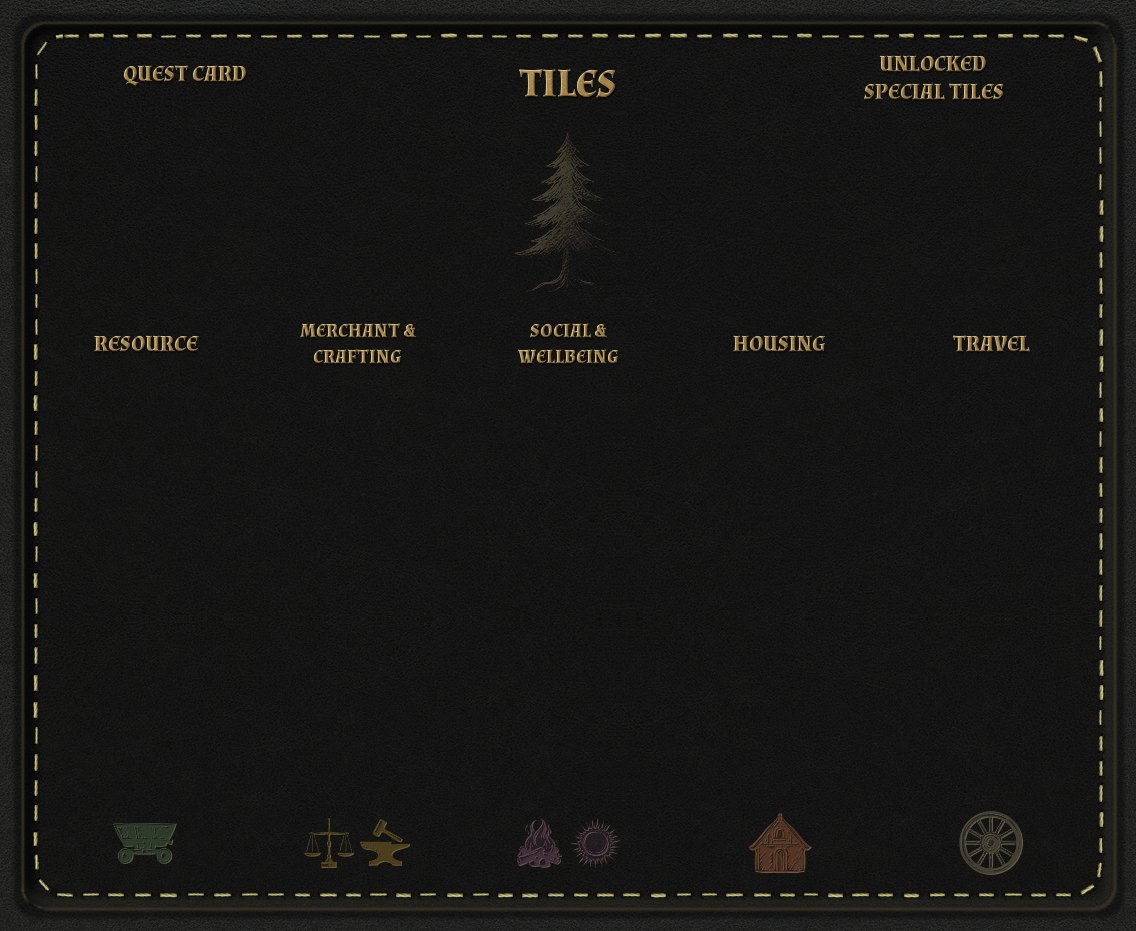 QUEST CARD
TILES
UNLOCKED
SPECIAL TILES
RESOURCE
MERCHANT &
CRAFTING
SOCIAL &
WELLBEING
HOUSING
TRAVEL